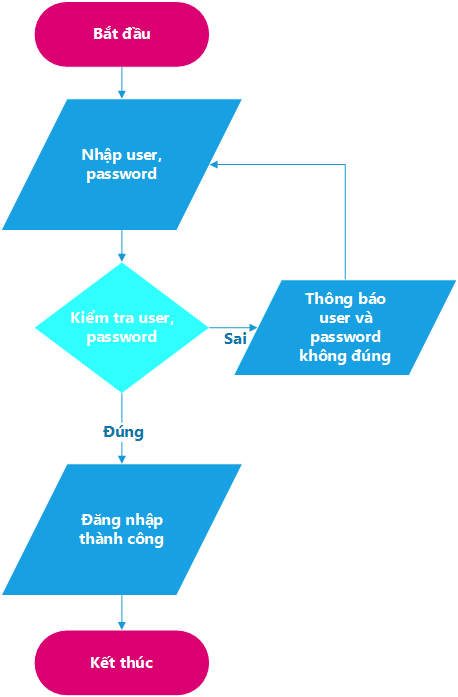 Bắt đầu
Nhập user,
password
Kiểm tra user,
password
Sai
Thông báo
user và
password
không đúng
Đúng
Đăng nhập
thành công
Kết thúc